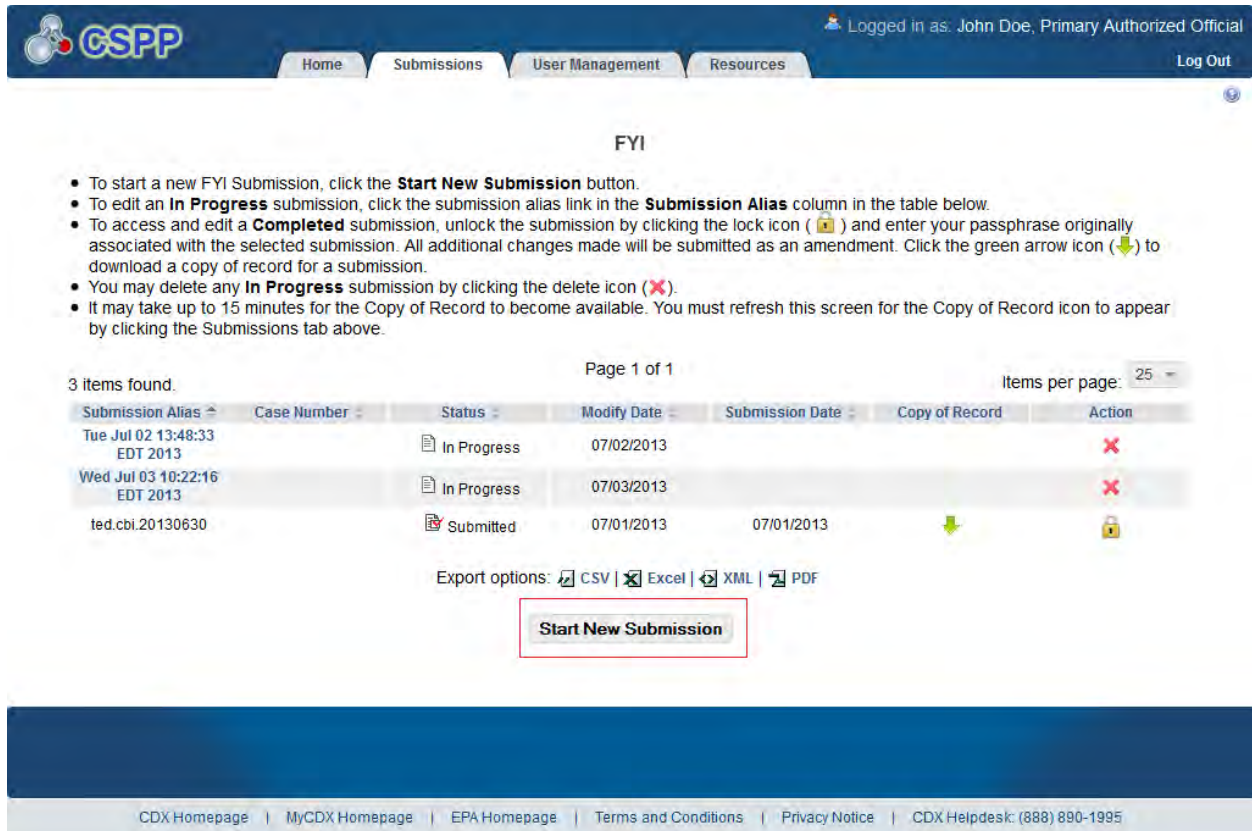 CSPP
Logged in as: John Doe, Primary Authorized Official
Home Submissions User Management Resources
Log Out
FYI
• To start a new FYI Submission, click the Start New Submission button.
• To edit an In Progress submission, click the submission alias link in the Submission Alias column in the table below.
• To access and edit a Completed submission, unlock the submission by clicking the lock icon ( ) and enter your passphrase originally
associated with the selected submission. All additional changes made will be submitted as an amendment. Click the green arrow icon ( ) to
download a copy of record for a submission.
• You may delete any In Progress submission by clicking the delete icon ( ).
• It may take up to 15 minutes for the Copy of Record to become available. You must refresh this screen for the Copy of Record icon to appear
by clicking the Submissions tab above.
3 items found.
Page 1 of 1
Items per page: 25
Submission Alias Case Number Status Modify Date Submission Date Copy of Record Action
Tue Jul 02 13:48:33
EDT 2013
In Progress 07/02/2013
Wed Jul 03 10:22:16
EDT 2013
In Progress 07/03/2013
ted.cbi.20130630 Submitted 07/01/2013 07/01/2013
Export options: CSV | Excel | XML | PDF
Start New Submission
CDX Homepage | MyCDX Homepage | EPA Homepage | Terms and Conditions | Privacy Notice | CDX Helpdesk: (888) 890-1995